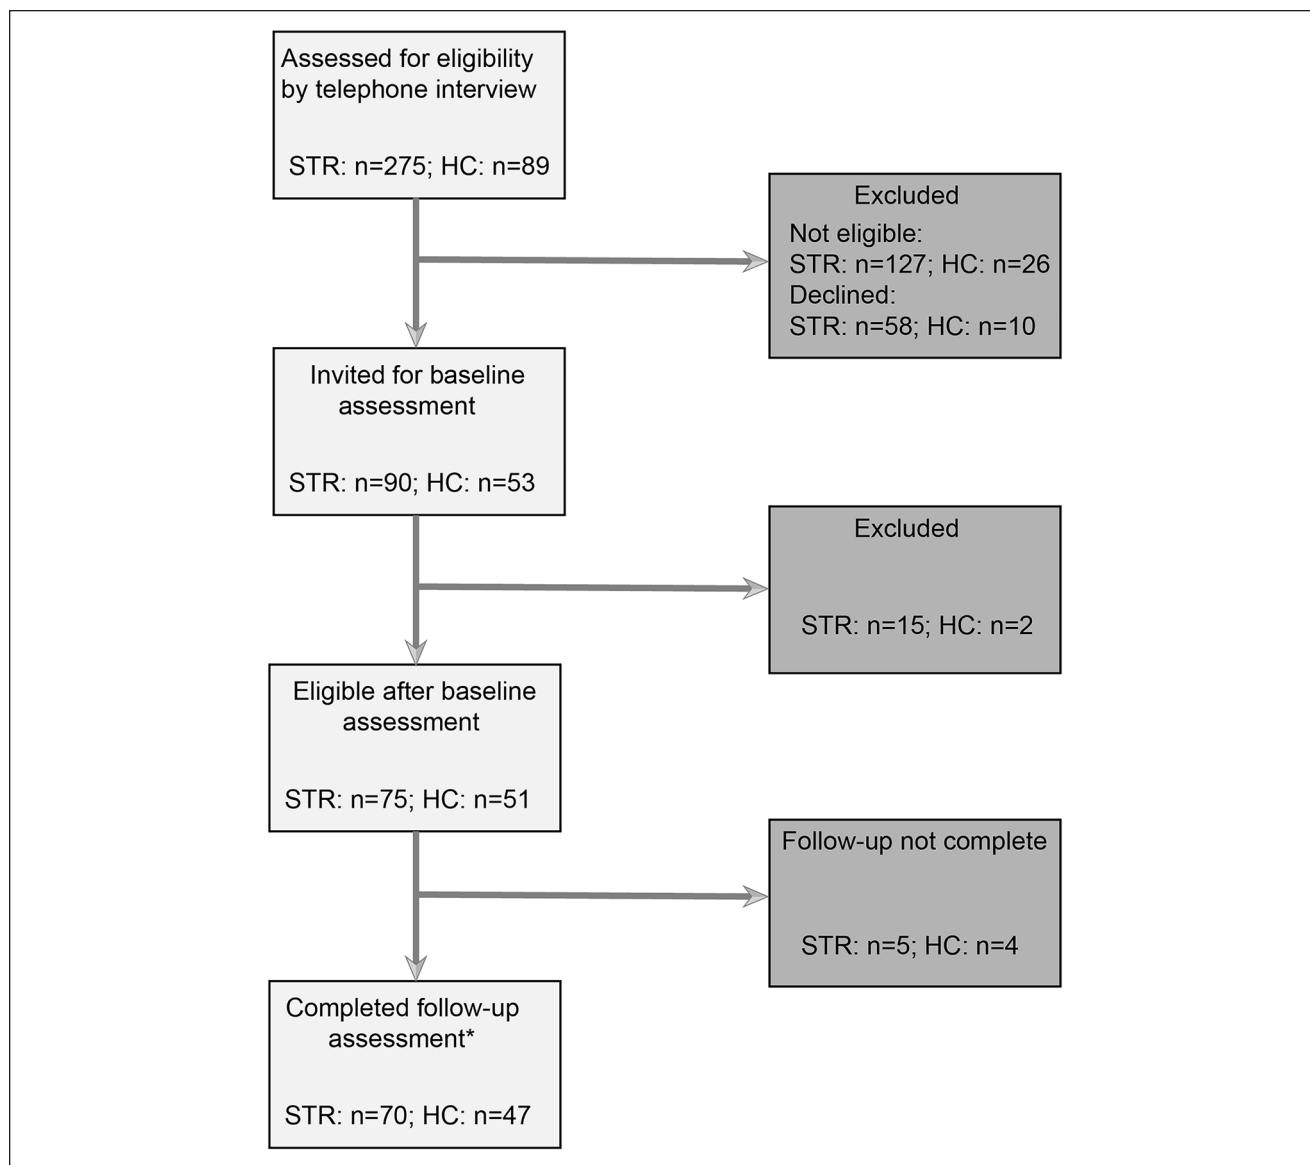 Assessed for eligibility
by telephone interview
STR: n=275; HC: n=89
Excluded
Not eligible:
STR: n=127; HC: n=26
Declined:
STR: n=58; HC: n=10
Invited for baseline
assessment
STR: n=90; HC: n=53
Excluded
STR: n=15; HC: n=2
Eligible after baseline
assessment
STR: n=75; HC: n=51
Follow-up not complete
STR: n=5; HC: n=4
Completed follow-up
assessment*
STR: n=70; HC: n=47